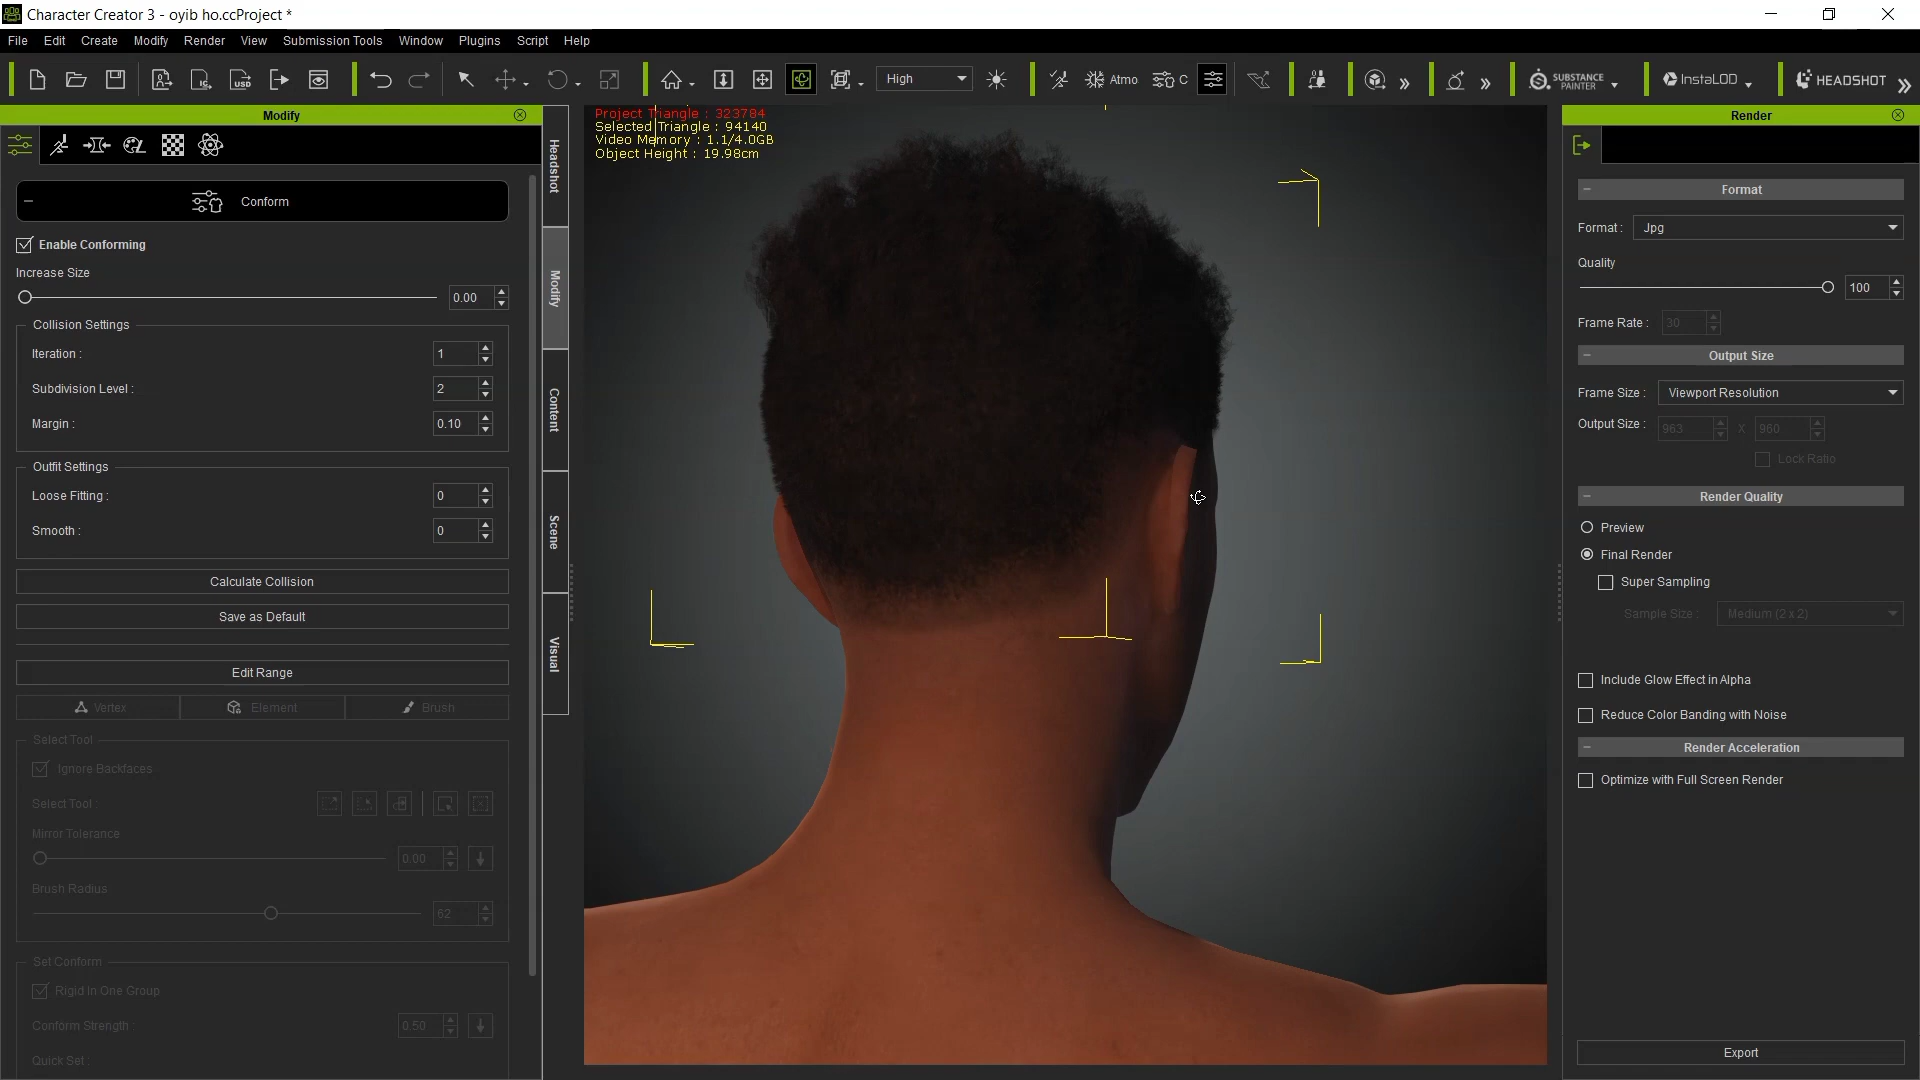 Character Creator 3 - oyib ho.ccProject *
File Edit Create Modify Render View Submission Tools Window Plugins Script Help
USD High Atmo C SUBSTANCE PAINTER InstaLOD HEADSHOT
Modify
Conform
Enable Conforming
Increase Size
0.00
Collision Settings
Iteration : 1
Subdivision Level : 2
Margin : 0.10
Outfit Settings
Loose Fitting : 0
Smooth : 0
Calculate Collision
Save as Default
Edit Range
Vertex Element Brush
Select Tool
Ignore Backfaces
Select Tool :
Mirror Tolerance
0.00
Brush Radius
62
Set Conform
Rigid In One Group
Conform Strength : 0.50
Quick Set :
Headshot
Modify
Content
Scene
Visual
Project Triangle : 323784
Selected Triangle : 94140
Video Memory : 1.1/4.0GB
Object Height : 19.98cm
Render
Format
Format : Jpg
Quality
100
Frame Rate : 30
Output Size
Frame Size : Viewport Resolution
Output Size : 963 X 960
Lock Ratio
Render Quality
Preview
Final Render
Super Sampling
Sample Size : Medium (2 x 2)
Include Glow Effect in Alpha
Reduce Color Banding with Noise
Render Acceleration
Optimize with Full Screen Render
Export